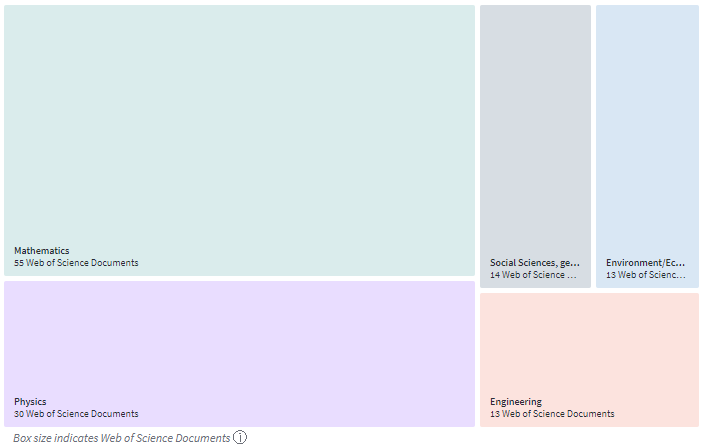 Mathematics
55 Web of Science Documents
Social Sciences, ge...
14 Web of Science ...
Environment/Ec...
13 Web of Scienc...
Physics
30 Web of Science Documents
Engineering
13 Web of Science Documents
Box size indicates Web of Science Documents